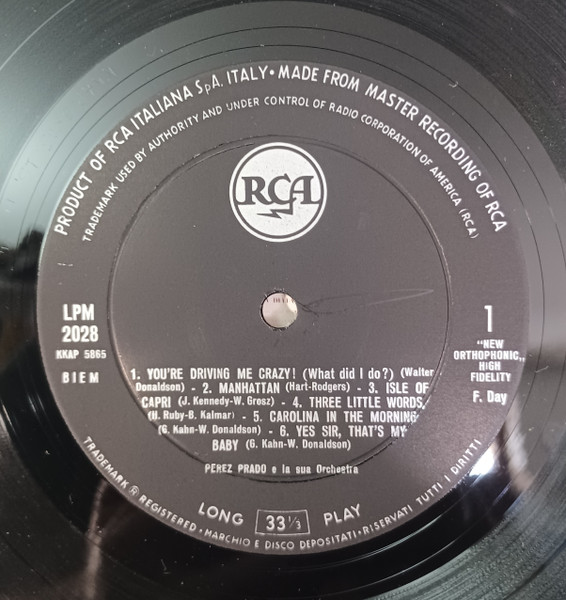 PRODUCT OF RCA ITALIANA SpA. ITALY • MADE FROM MASTER RECORDING OF RCA
TRADEMARK USED BY AUTHORITY AND UNDER CONTROL OF RADIO CORPORATION OF AMERICA (RCA)
RCA
LPM
2028
KKAP 5865
BIEM
1
"NEW
ORTHOPHONIC„
HIGH
FIDELITY
F. Day
1. YOU'RE DRIVING ME CRAZY! (What did I do?) (Walter
Donaldson) - 2. MANHATTAN (Hart-Rodgers) - 3. ISLE OF
CAPRI (J. Kennedy-W. Grosz) - 4. THREE LITTLE WORDS,
(H. Ruby-B. Kalmar) - 5. CAROLINA IN THE MORNING
(G. Kahn-W. Donaldson) - 6. YES SIR, THAT'S MY
BABY (G. Kahn-W. Donaldson)
PEREZ PRADO e la sua Orchestra
LONG 33⅓ PLAY
TRADEMARK ® REGISTERED • MARCHIO E DISCO DEPOSITATI • RISERVATI TUTTI I DIRITTI